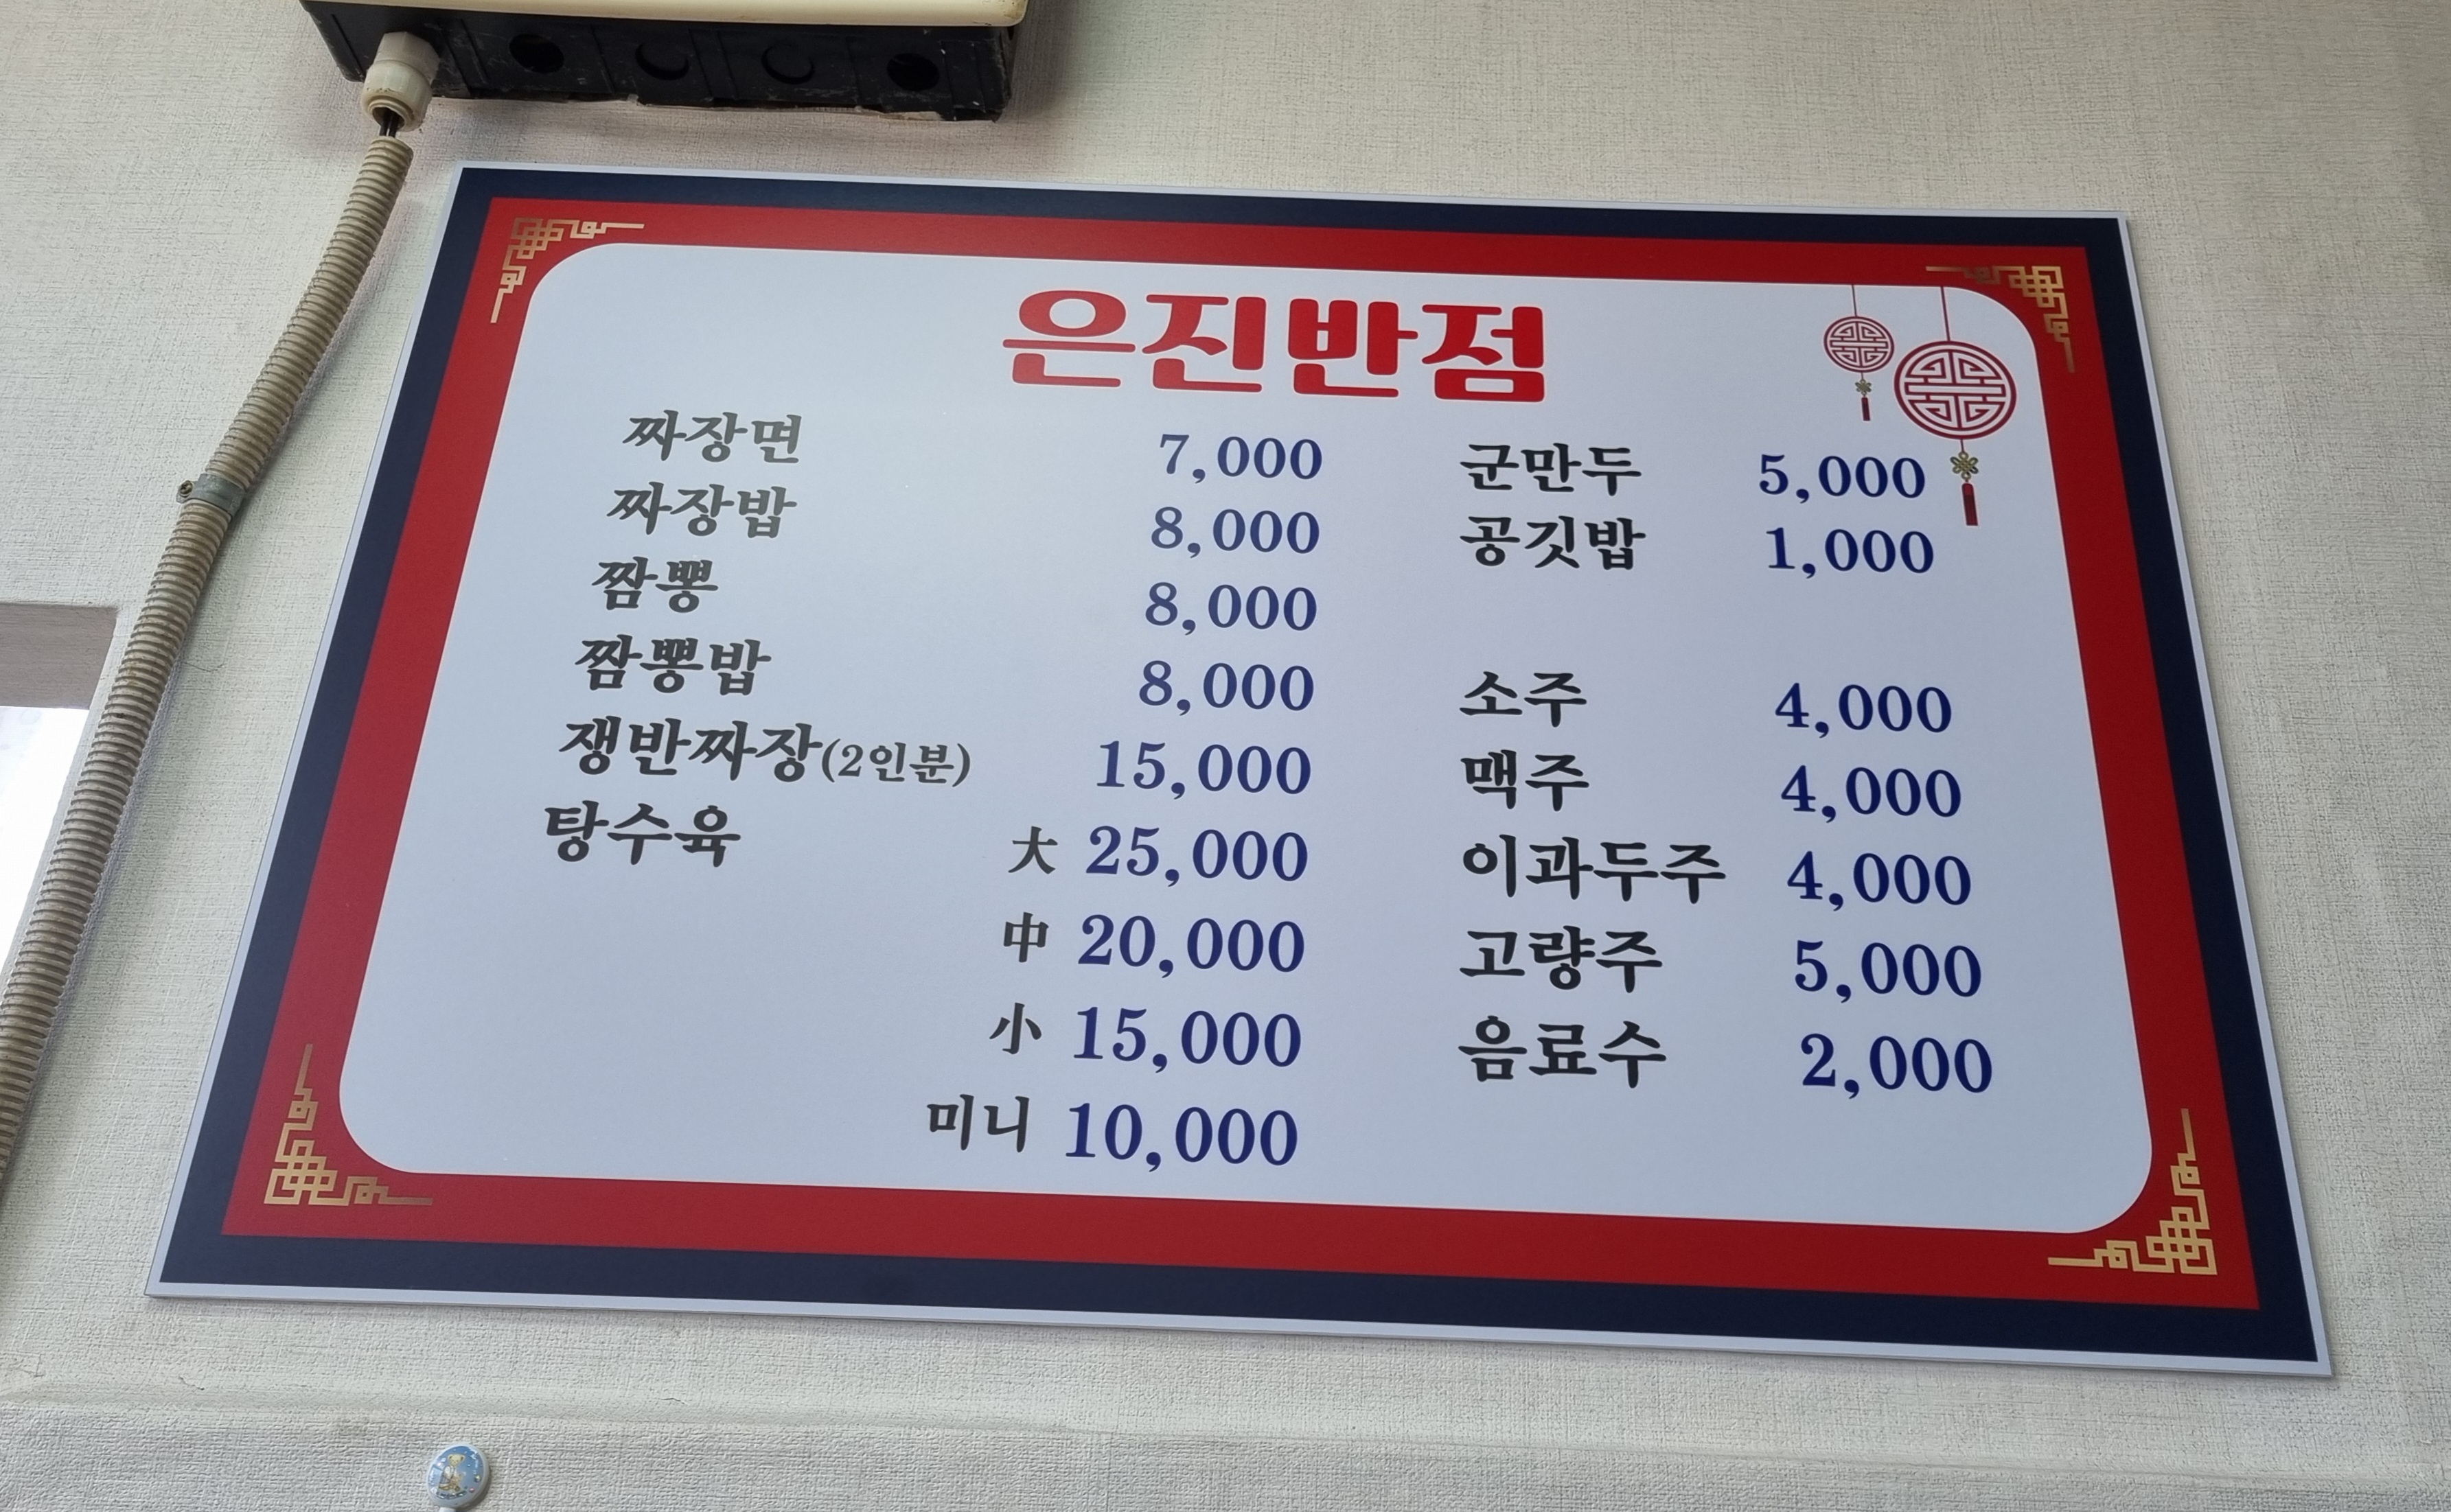 은진반점
짜장면 7,000
짜장밥 8,000
짬뽕 8,000
짬뽕밥 8,000
쟁반짜장(2인분) 15,000
탕수육 大 25,000
中 20,000
小 15,000
미니 10,000
군만두 5,000
공깃밥 1,000
소주 4,000
맥주 4,000
이과두주 4,000
고량주 5,000
음료수 2,000